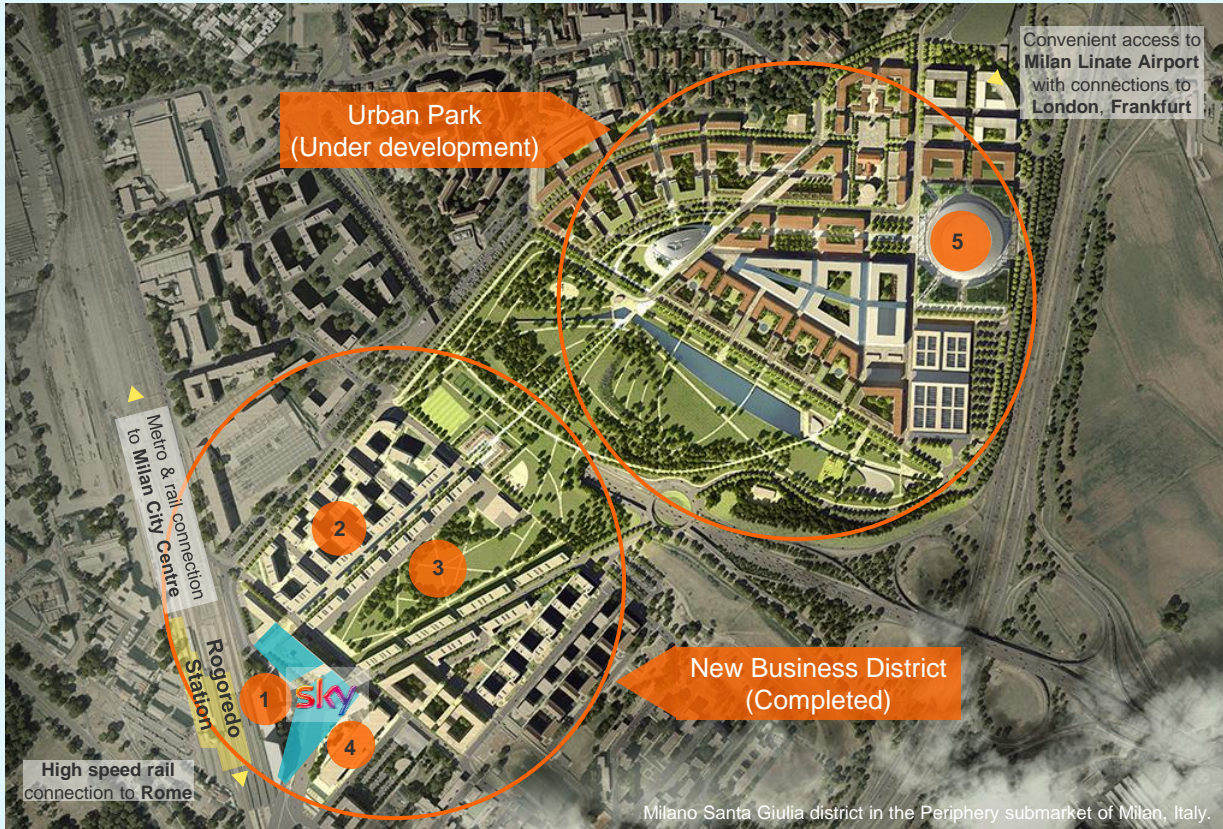 Convenient access to
Milan Linate Airport
with connections to
London, Frankfurt
Urban Park
(Under development)
5
Metro & rail connection
to Milan City Centre
2
3
Rogoredo
Station
1
sky
4
New Business District
(Completed)
High speed rail
connection to Rome
Milano Santa Giulia district in the Periphery submarket of Milan, Italy.